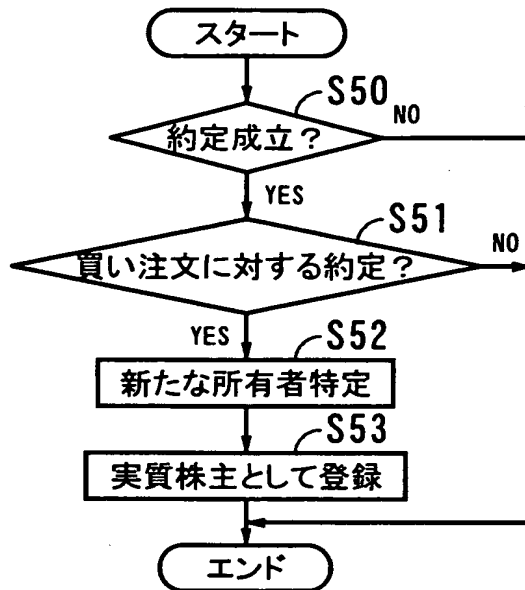 スタート
S50
約定成立?
NO
YES
S51
買い注文に対する約定?
NO
YES
S52
新たな所有者特定
S53
実質株主として登録
エンド